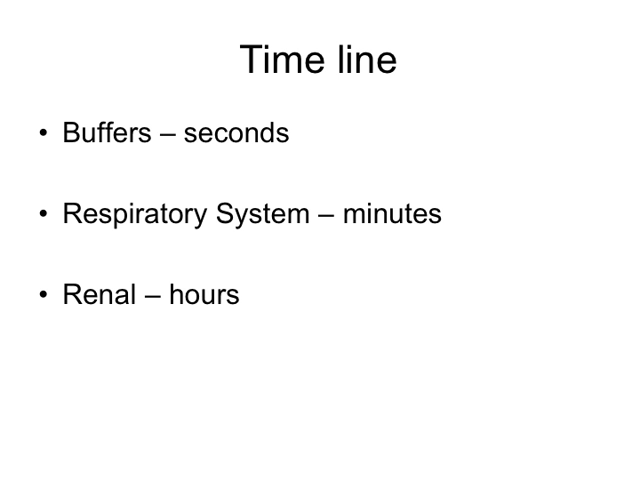 Time line
• Buffers – seconds
• Respiratory System – minutes
• Renal – hours